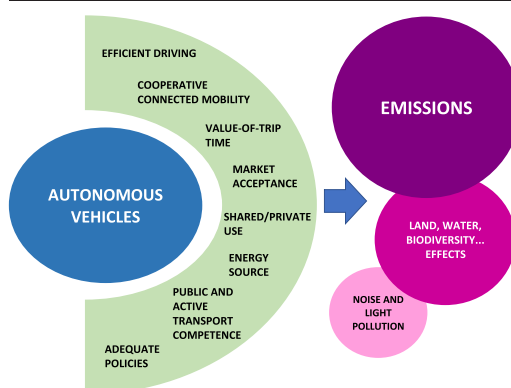 EFFICIENT DRIVING
COOPERATIVE
CONNECTED MOBILITY
VALUE-OF-TRIP
TIME
MARKET
ACCEPTANCE
SHARED/PRIVATE
USE
ENERGY
SOURCE
PUBLIC AND
ACTIVE
TRANSPORT
COMPETENCE
ADEQUATE
POLICIES
AUTONOMOUS
VEHICLES
EMISSIONS
LAND, WATER,
BIODIVERSITY...
EFFECTS
NOISE AND
LIGHT
POLLUTION